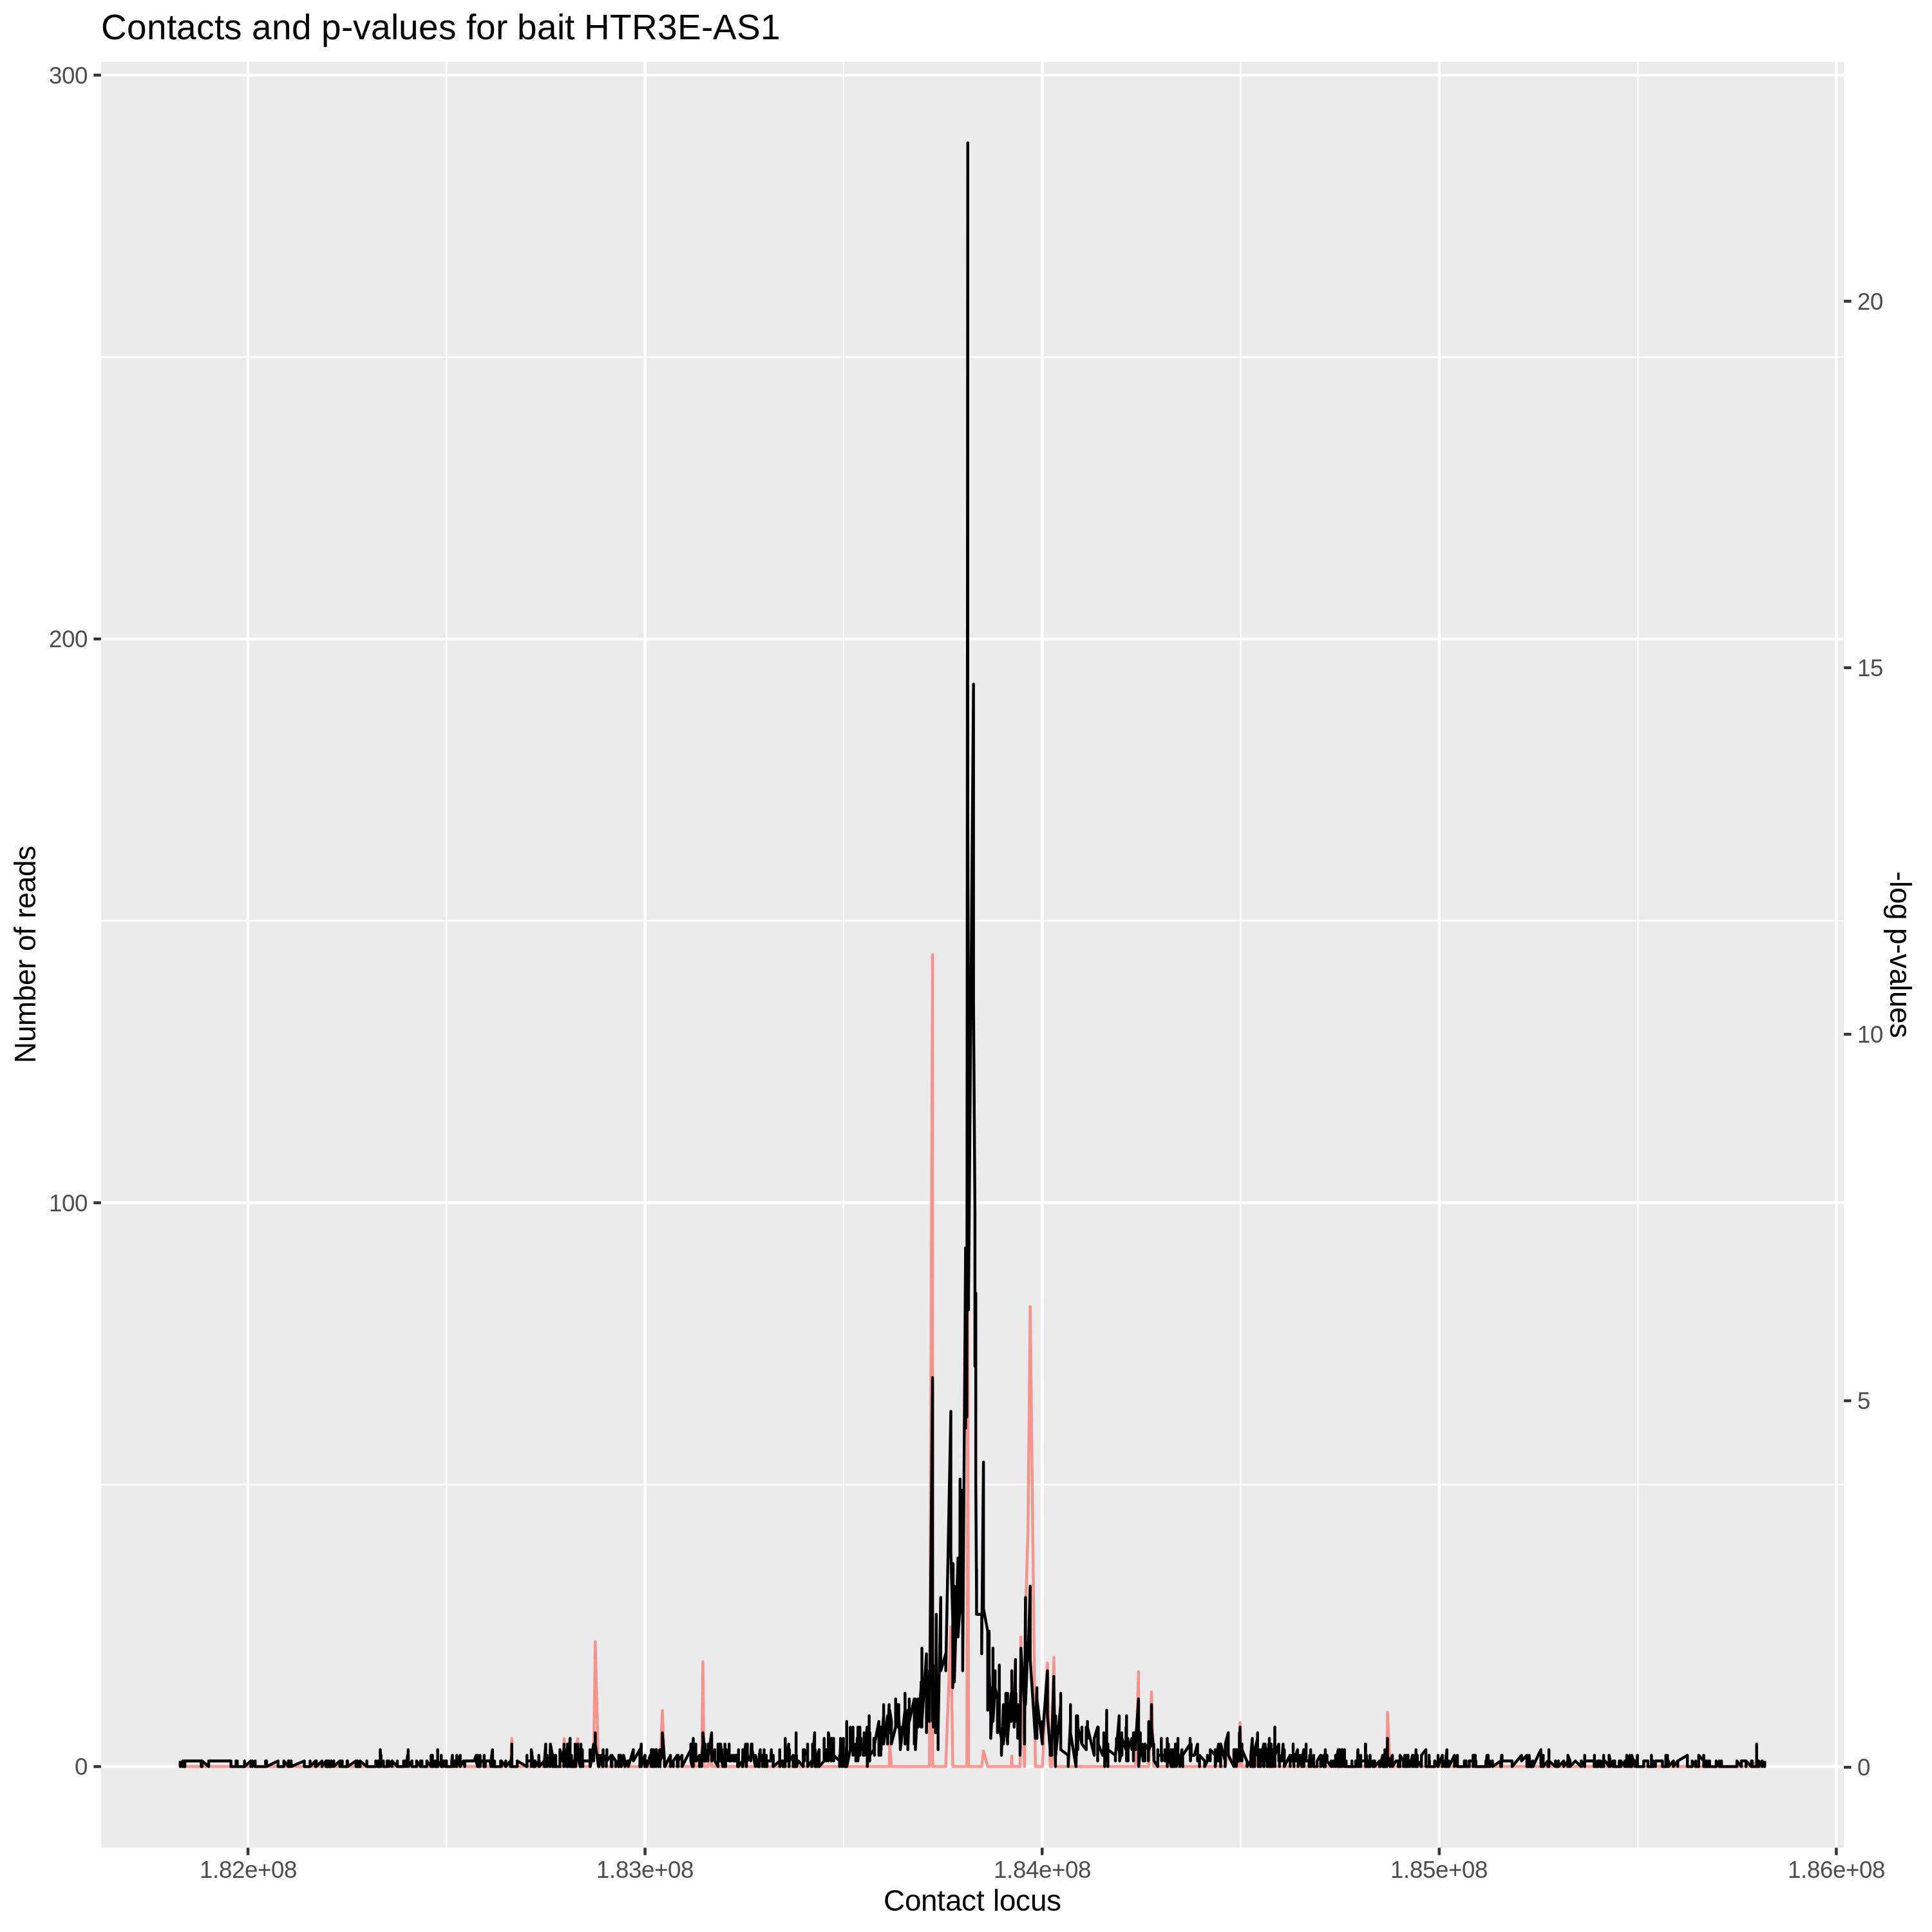 Contacts and p-values for bait HTR3E-AS1
300
200
100
0
Number of reads
20
15
10
5
0
-log p-values
1.82e+08
1.83e+08
1.84e+08
1.85e+08
1.86e+08
Contact locus